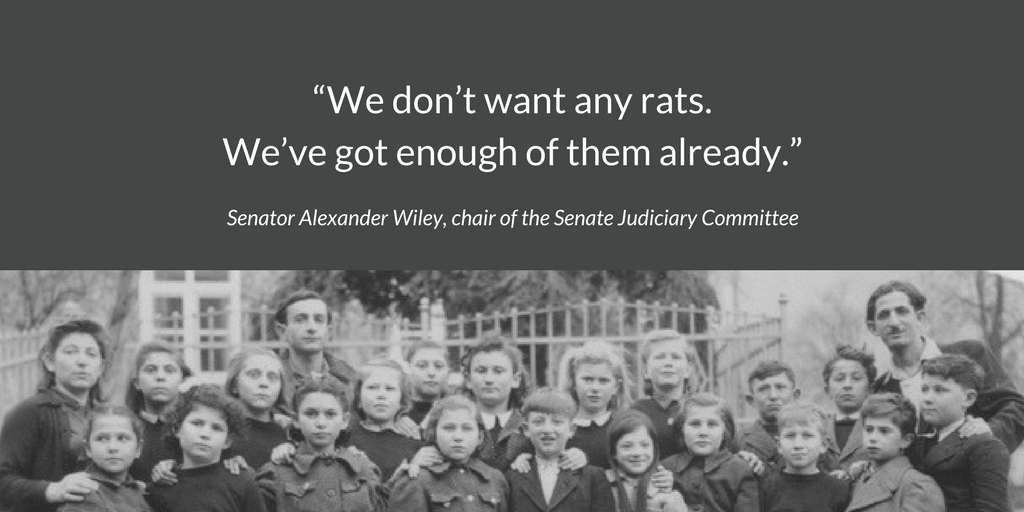 “We don’t want any rats.
We’ve got enough of them already.”
Senator Alexander Wiley, chair of the Senate Judiciary Committee